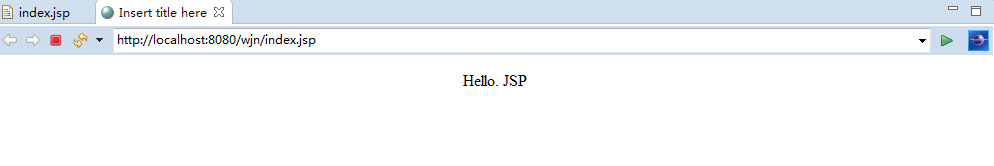 index.jsp
Insert title here
http://localhost:8080/wjn/index.jsp
Hello. JSP